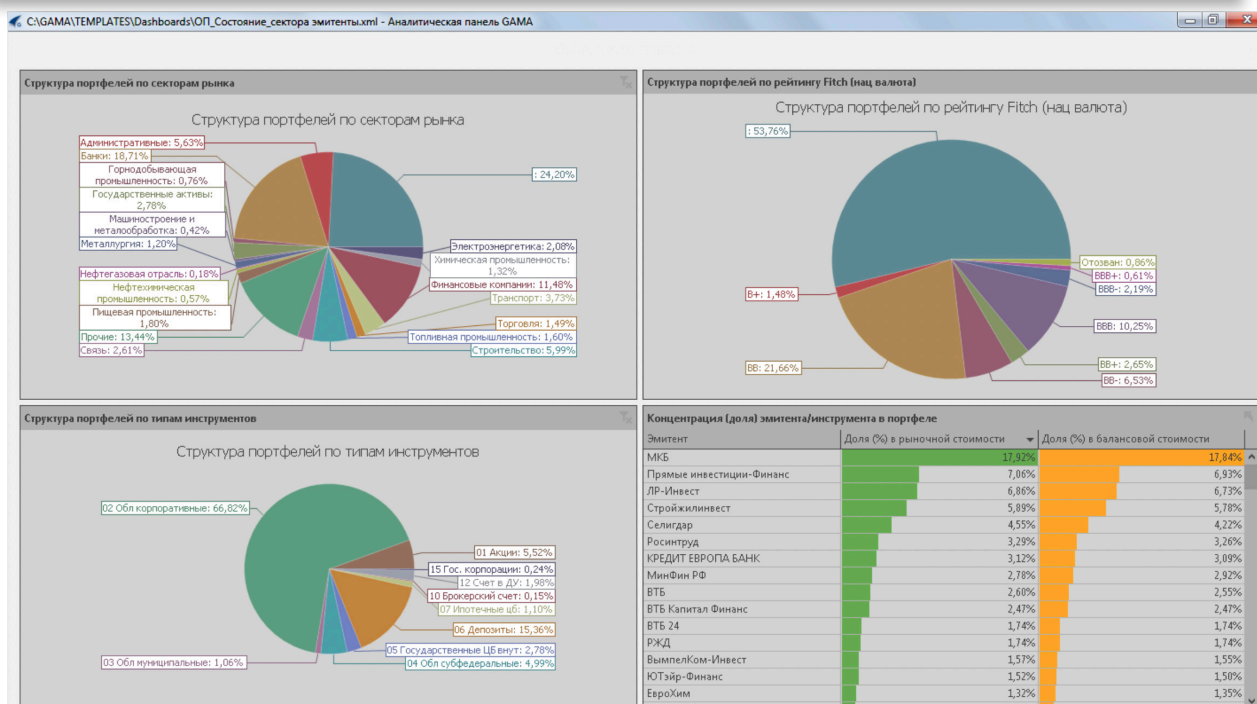 C:\GAMA\TEMPLATES\Dashboards\ОП_Состояние_сектора эмитенты.xml - Аналитическая панель GAMA
Структура портфелей по секторам рынка
Структура портфелей по секторам рынка
Административные: 5,63%
Банки: 18,71%
Горнодобывающая
промышленность: 0,76%
Государственные активы:
2,78%
Машиностроение и
металообработка: 0,42%
Металлургия: 1,20%
Нефтегазовая отрасль: 0,18%
Нефтехимическая
промышленность: 0,57%
Пищевая промышленность:
1,80%
Прочие: 13,44%
Связь: 2,61%
: 24,20%
Электроэнергетика: 2,08%
Химическая промышленность:
1,32%
Финансовые компании: 11,48%
Транспорт: 3,73%
Торговля: 1,49%
Топливная промышленность: 1,60%
Строительство: 5,99%
Структура портфелей по рейтингу Fitch (нац валюта)
Структура портфелей по рейтингу Fitch (нац валюта)
: 53,76%
B+: 1,48%
BB: 21,66%
Отозван: 0,86%
BBB+: 0,61%
BBB-: 2,19%
BBB: 10,25%
BB+: 2,65%
BB-: 6,53%
Структура портфелей по типам инструментов
Структура портфелей по типам инструментов
02 Обл корпоративные: 66,82%
03 Обл муниципальные: 1,06%
01 Акции: 5,52%
15 Гос. корпорации: 0,24%
12 Счет в ДУ: 1,98%
10 Брокерский счет: 0,15%
07 Ипотечные цб: 1,10%
06 Депозиты: 15,36%
05 Государственные ЦБ внут: 2,78%
04 Обл субфедеральные: 4,99%
Концентрация (доля) эмитента/инструмента в портфеле
Эмитент Доля (%) в рыночной стоимости Доля (%) в балансовой стоимости
МКБ 17,92% 17,84%
Прямые инвестиции-Финанс 7,06% 6,93%
ЛР-Инвест 6,86% 6,73%
Стройжилинвест 5,89% 5,78%
Селигдар 4,55% 4,22%
Росинтруд 3,29% 3,26%
КРЕДИТ ЕВРОПА БАНК 3,12% 3,09%
МинФин РФ 2,78% 2,92%
ВТБ 2,60% 2,55%
ВТБ Капитал Финанс 2,47% 2,47%
ВТБ 24 1,74% 1,74%
РЖД 1,74% 1,74%
ВымпелКом-Инвест 1,57% 1,55%
ЮТэйр-Финанс 1,52% 1,50%
ЕвроХим 1,32% 1,35%